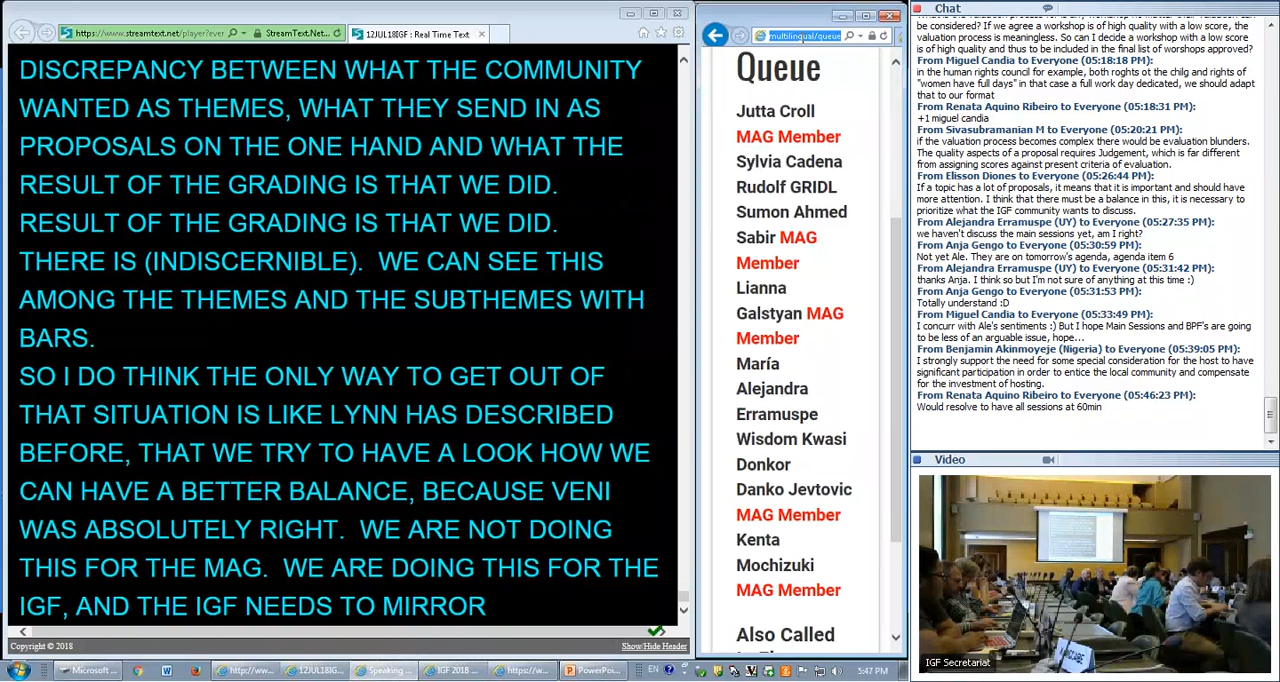 https://www.streamtext.net/player?ever
StreamText.Net...
12JUL18IGF : Real Time Text
DISCREPANCY BETWEEN WHAT THE COMMUNITY
WANTED AS THEMES, WHAT THEY SEND IN AS
PROPOSALS ON THE ONE HAND AND WHAT THE
RESULT OF THE GRADING IS THAT WE DID.
RESULT OF THE GRADING IS THAT WE DID.
THERE IS (INDISCERNIBLE).  WE CAN SEE THIS
AMONG THE THEMES AND THE SUBTHEMES WITH
BARS.
SO I DO THINK THE ONLY WAY TO GET OUT OF
THAT SITUATION IS LIKE LYNN HAS DESCRIBED
BEFORE, THAT WE TRY TO HAVE A LOOK HOW WE
CAN HAVE A BETTER BALANCE, BECAUSE VENI
WAS ABSOLUTELY RIGHT.  WE ARE NOT DOING
THIS FOR THE MAG.  WE ARE DOING THIS FOR THE
IGF, AND THE IGF NEEDS TO MIRROR
Copyright © 2018
Show/Hide Header
multilingual/queue
Queue
Jutta Croll
MAG Member
Sylvia Cadena
Rudolf GRIDL
Sumon Ahmed
Sabir MAG
Member
Lianna
Galstyan MAG
Member
María
Alejandra
Erramuspe
Wisdom Kwasi
Donkor
Danko Jevtovic
MAG Member
Kenta
Mochizuki
MAG Member
Also Called
Chat
be considered? If we agree a workshop is of high quality with a low score, the
valuation process is meaningless. So can I decide a workshop with a low score
is of high quality and thus to be included in the final list of worshops approved?
From Miguel Candia to Everyone (05:18:18 PM):
in the human rights council for example, both roghts ot the chilg and rights of
"women have full days" in that case a full work day dedicated, we should adapt
that to our format
From Renata Aquino Ribeiro to Everyone (05:18:31 PM):
+1 miguel candia
From Sivasubramanian M to Everyone (05:20:21 PM):
if the valuation process becomes complex there would be evaluation blunders.
The quality aspects of a proposal requires Judgement, which is far different
from assigning scores against present criteria of evaluation.
From Elisson Diones to Everyone (05:26:44 PM):
If a topic has a lot of proposals, it means that it is important and should have
more attention. I think that there must be a balance in this, it is necessary to
prioritize what the IGF community wants to discuss.
From Alejandra Erramuspe (UY) to Everyone (05:27:35 PM):
we haven't discuss the main sessions yet, am I right?
From Anja Gengo to Everyone (05:30:59 PM):
Not yet Ale. They are on tomorrow's agenda, agenda item 6
From Alejandra Erramuspe (UY) to Everyone (05:31:42 PM):
thanks Anja. I think so but I'm not sure of anything at this time :)
From Anja Gengo to Everyone (05:31:53 PM):
Totally understand :D
From Miguel Candia to Everyone (05:33:49 PM):
I concurr with Ale's sentiments :) But I hope Main Sessions and BPF's are going
to be less of an arguable issue, hope...
From Benjamin Akinmoyeje (Nigeria) to Everyone (05:39:05 PM):
I strongly support the need for some special consideration for the host to have
significant participation in order to entice the local community and compensate
for the investment of hosting.
From Renata Aquino Ribeiro to Everyone (05:46:23 PM):
Would resolve to have all sessions at 60min
Video
IGF Secretariat
Microsoft ...
http://ww...
12JUL18IG...
Speaking ...
IGF 2018 ...
https://w...
PowerPoi...
EN
5:47 PM